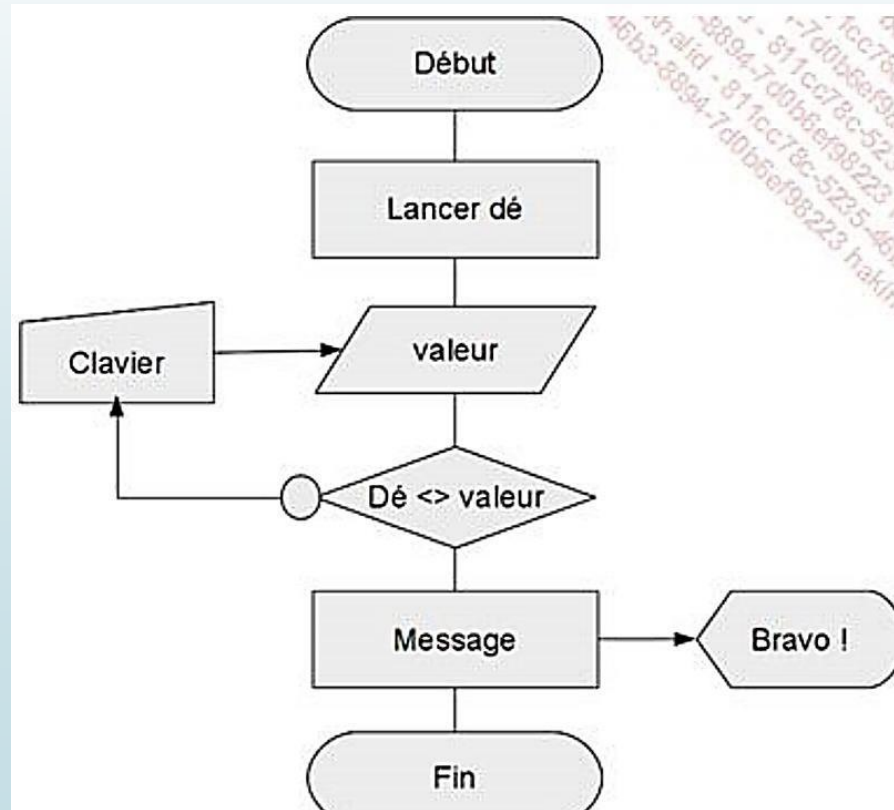 Début
Lancer dé
valeur
Clavier
Dé <> valeur
Message
Bravo !
Fin